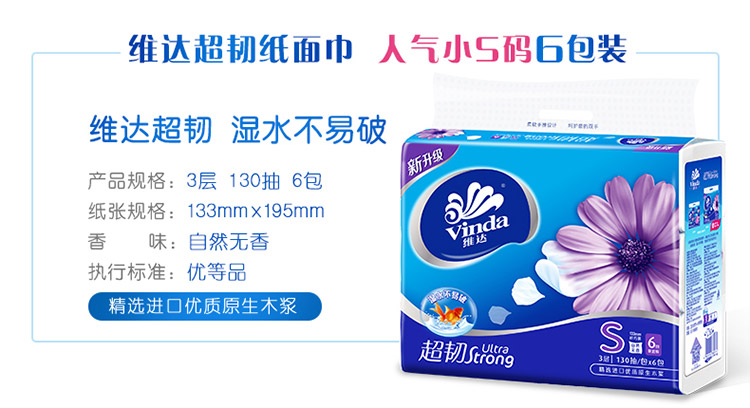 维达超韧纸面巾 人气小S码6包装
维达超韧 湿水不易破
产品规格：3层 130抽 6包
纸张规格：133mm×195mm
香 味：自然无香
执行标准：优等品
精选进口优质原生木浆
新升级
Vinda
维达
湿水不易破
超韧 Ultra Strong
S
6包
3层 | 130抽/包×6包
精选进口优质原生木浆